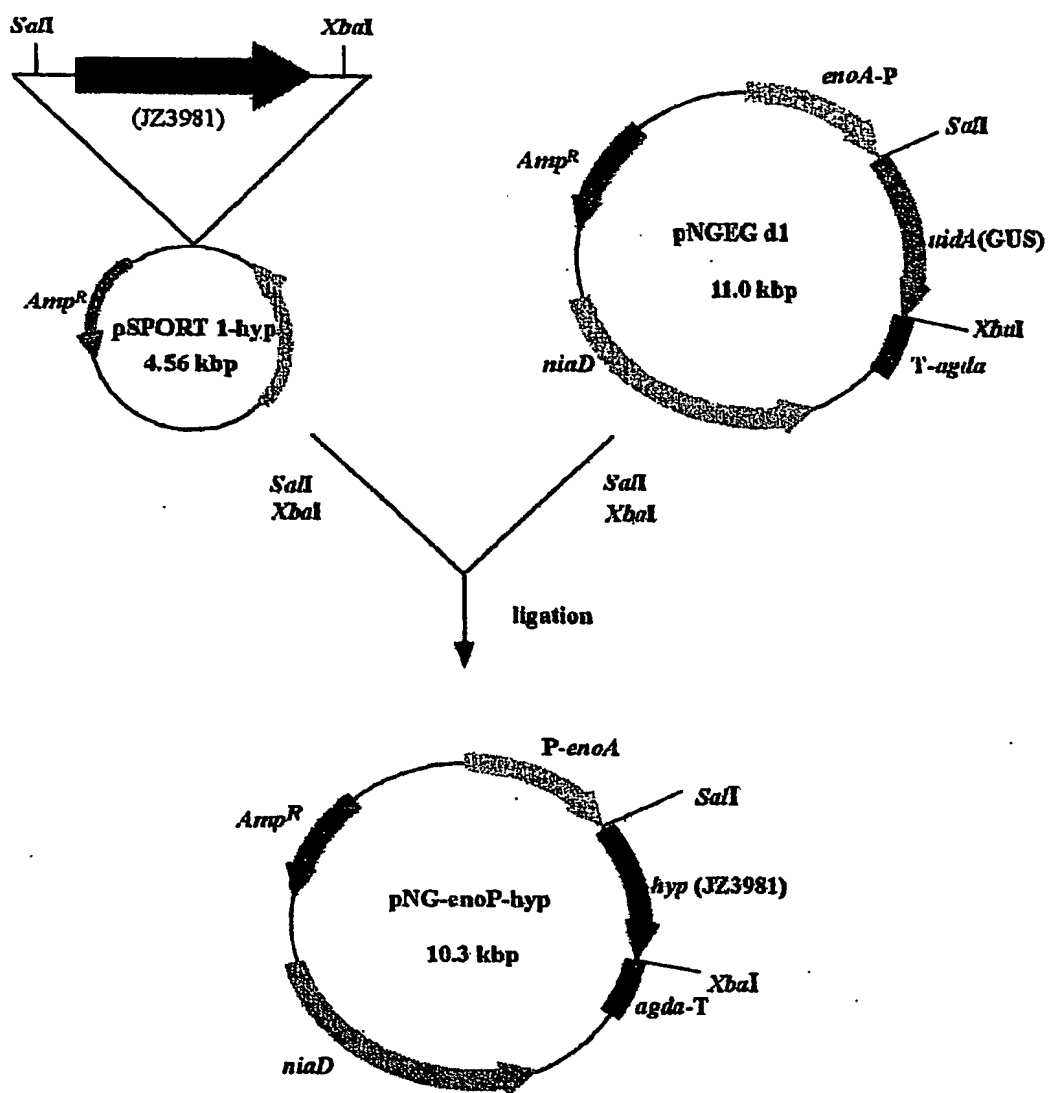 SalI
XbaI
(JZ3981)
AmpR
pSPORT 1-hyp
4.56 kbp
enoA-P
SalI
AmpR
pNGEG d1
11.0 kbp
uidA(GUS)
XbaI
T-agda
niaD
SalI
XbaI
SalI
XbaI
ligation
P-enoA
SalI
AmpR
hyp (JZ3981)
pNG-enoP-hyp
10.3 kbp
XbaI
agda-T
niaD